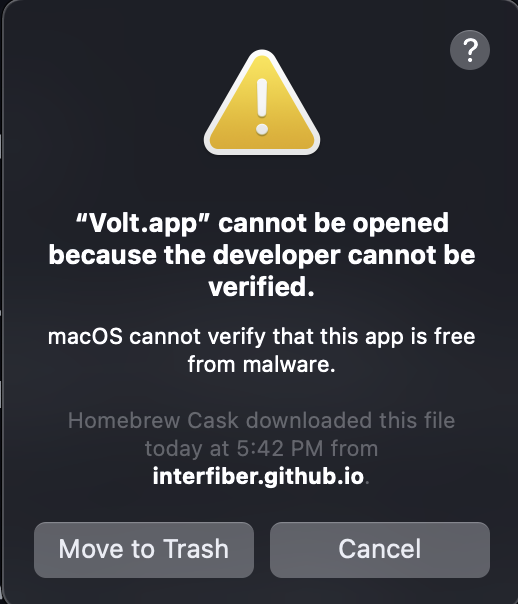 ?
“Volt.app” cannot be opened
because the developer cannot be
verified.
macOS cannot verify that this app is free
from malware.
Homebrew Cask downloaded this file
today at 5:42 PM from
interfiber.github.io.
Move to Trash
Cancel